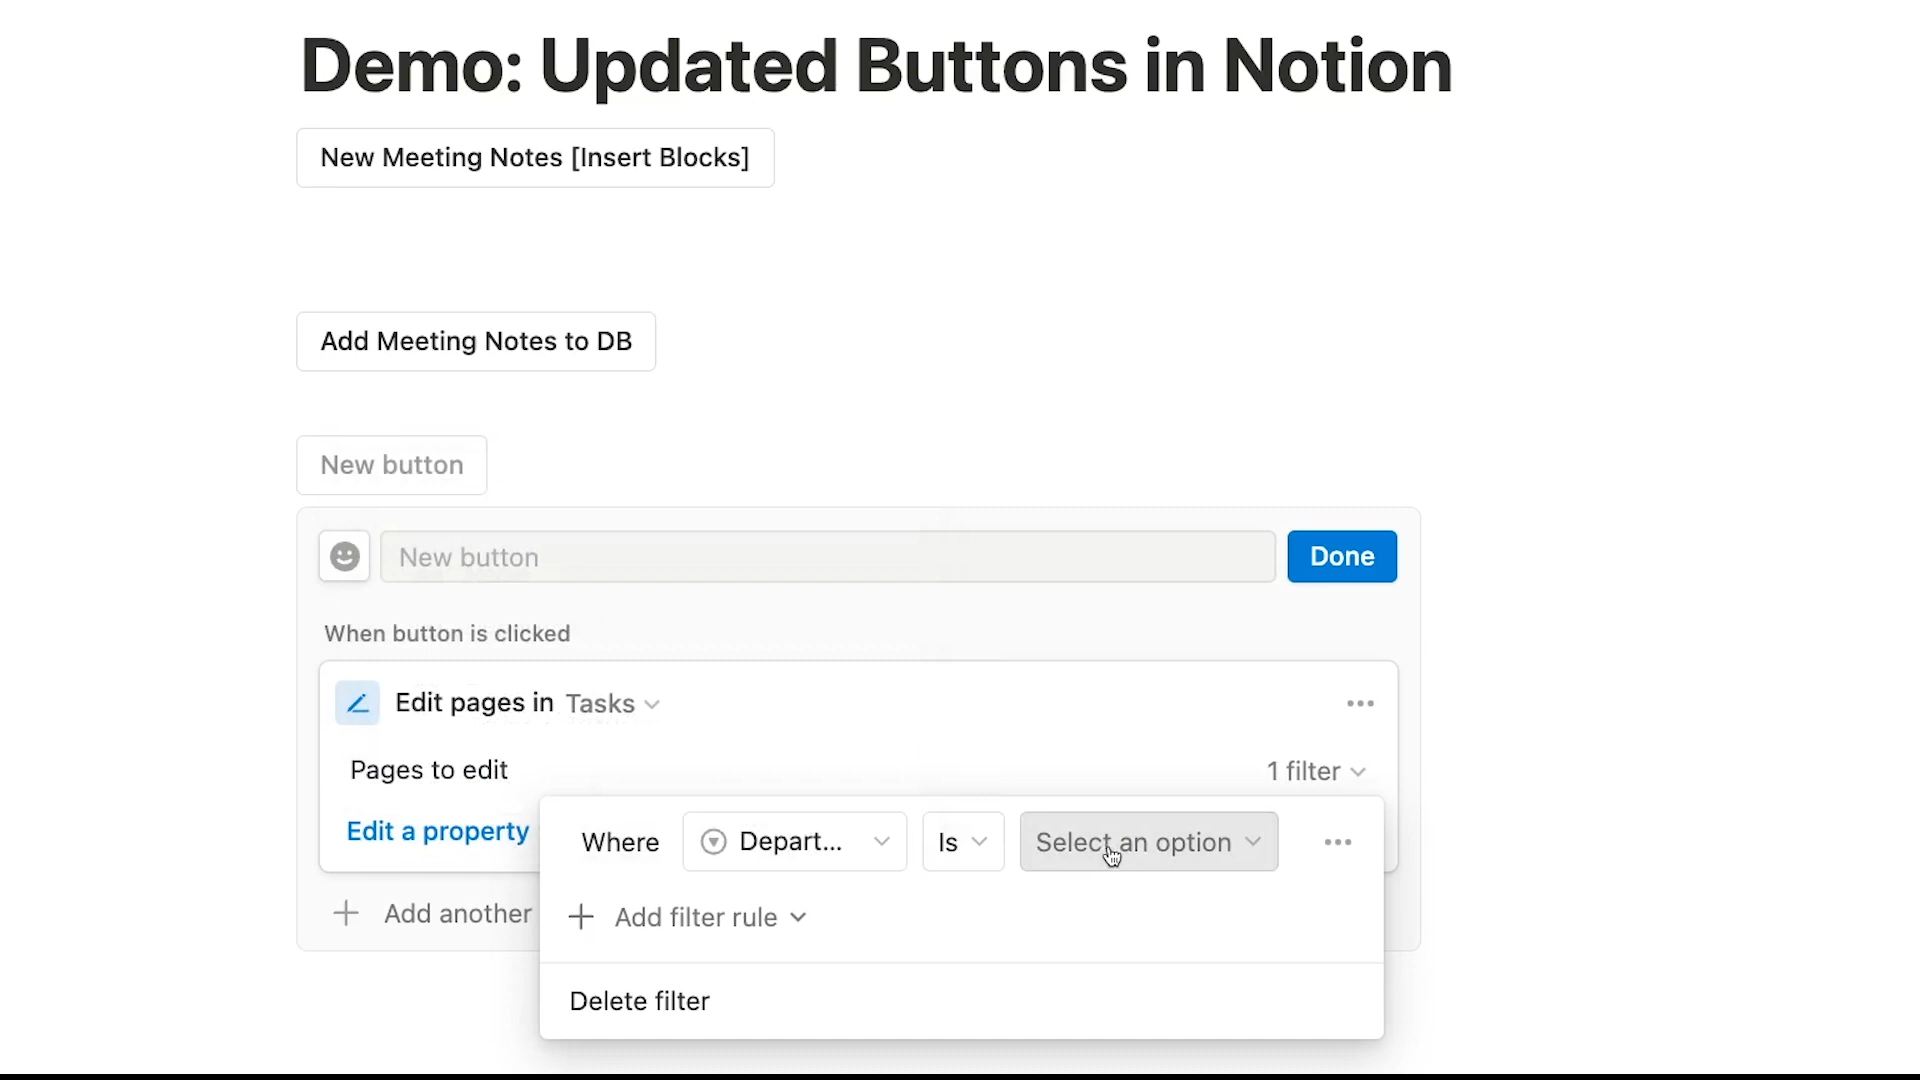 Demo: Updated Buttons in Notion
New Meeting Notes [Insert Blocks]
Add Meeting Notes to DB
New button
New button
Done
When button is clicked
Edit pages in Tasks
Pages to edit 1 filter
Edit a property
Where Depart... Is Select an option
Add another
Add filter rule
Delete filter